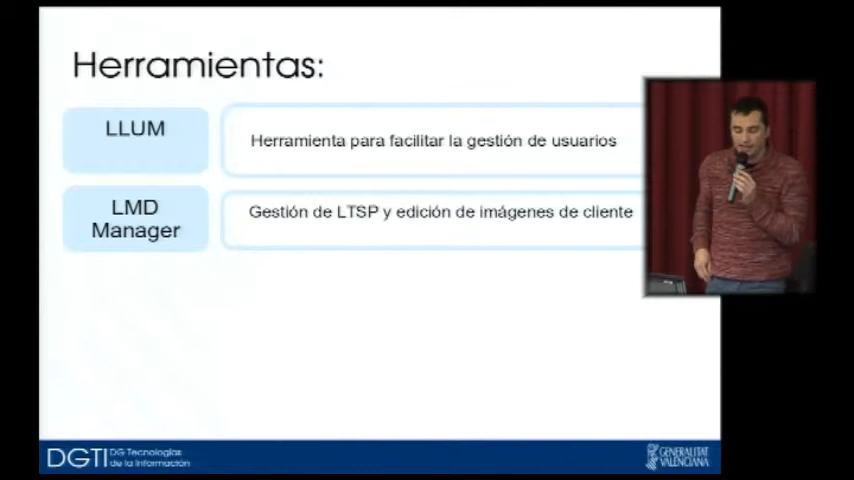 Herramientas:
LLUM
Herramienta para facilitar la gestión de usuarios
LMD
Manager
Gestión de LTSP y edición de imágenes de cliente
DGTI
DG Tecnologías
de la Información
GENERALITAT
VALENCIANA